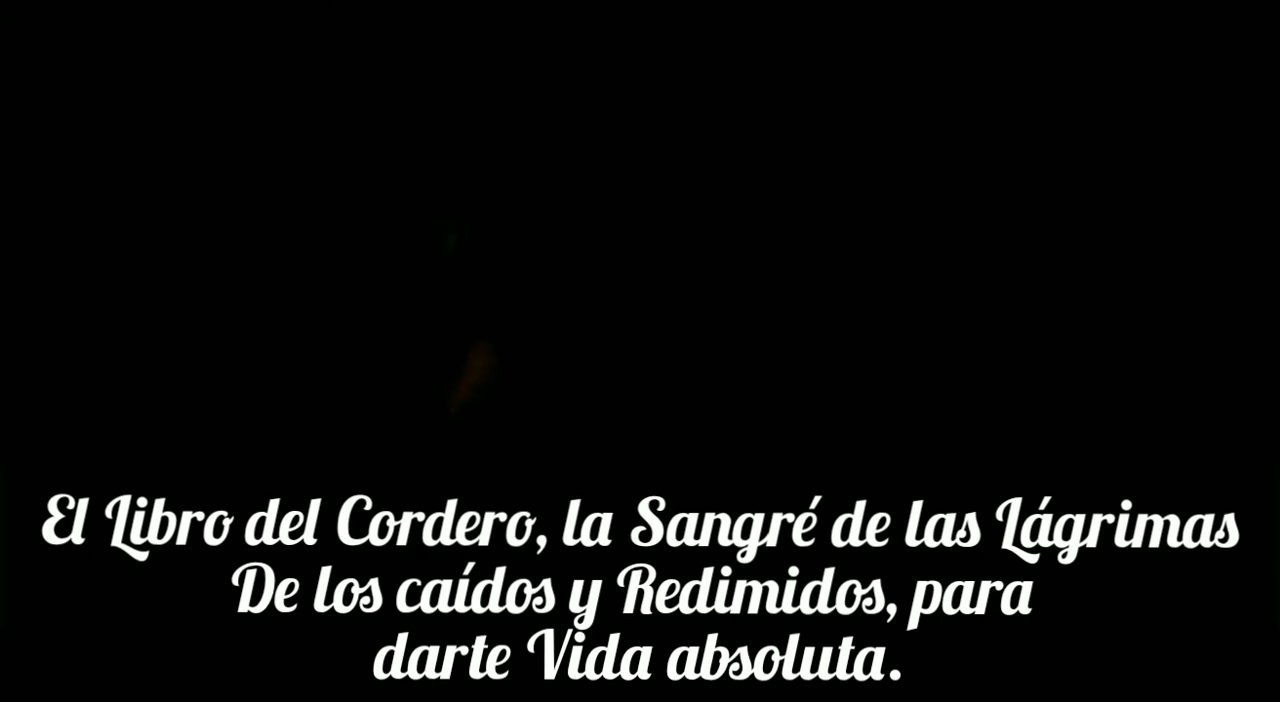 El Libro del Cordero, la Sangré de las Lágrimas
De los caídos y Redimidos, para
darte Vida absoluta.